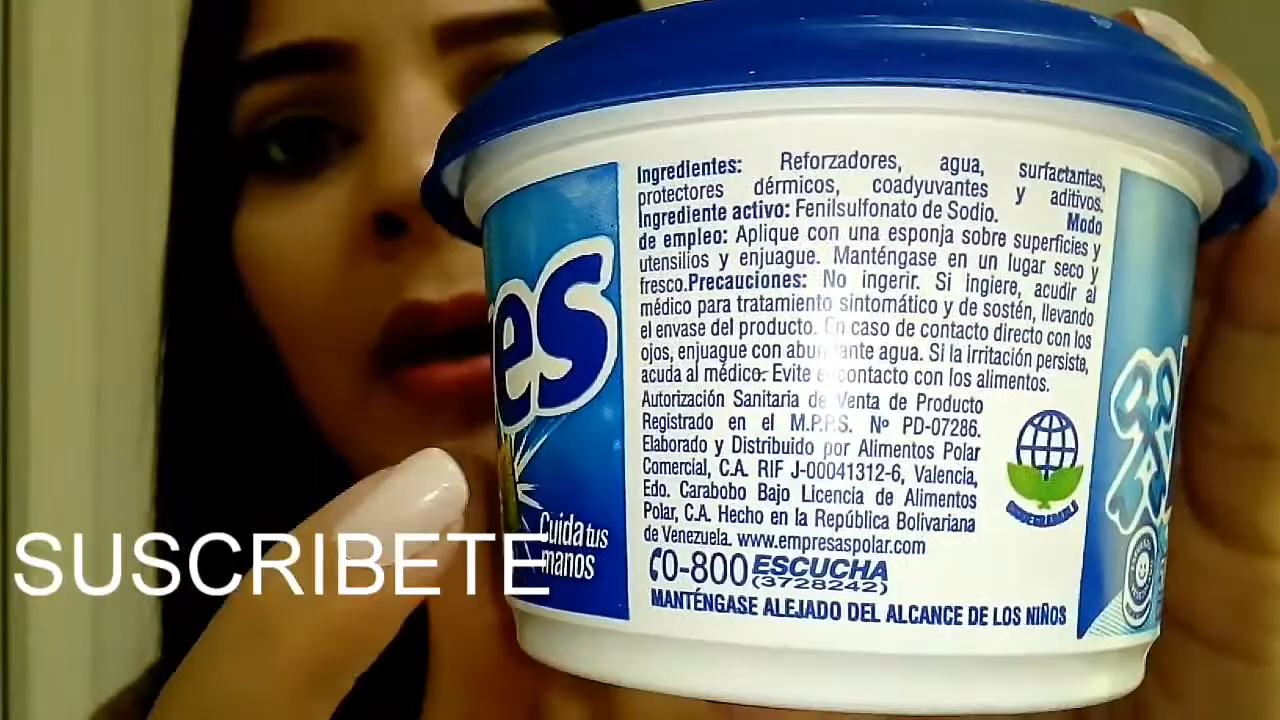 Ingredientes: Reforzadores, agua, surfactantes,
protectores dérmicos, coadyuvantes y aditivos.
Ingrediente activo: Fenilsulfonato de Sodio. Modo
de empleo: Aplique con una esponja sobre superficies y
utensilios y enjuague. Manténgase en un lugar seco y
fresco.Precauciones: No ingerir. Si ingiere, acudir al
médico para tratamiento sintomático y de sostén, llevando
el envase del producto. En caso de contacto directo con los
ojos, enjuague con abundante agua. Si la irritación persiste,
acuda al médico. Evite el contacto con los alimentos.
Autorización Sanitaria de Venta de Producto
Registrado en el M.P.P.S. Nº PD-07286.
Elaborado y Distribuido por Alimentos Polar
Comercial, C.A. RIF J-00041312-6, Valencia,
Edo. Carabobo Bajo Licencia de Alimentos
Polar, C.A. Hecho en la República Bolivariana
de Venezuela. www.empresaspolar.com
0-800 ESCUCHA
(3728242)
MANTÉNGASE ALEJADO DEL ALCANCE DE LOS NIÑOS
BIODEGRADABLE
es
Cuida tus
manos
SUSCRIBETE